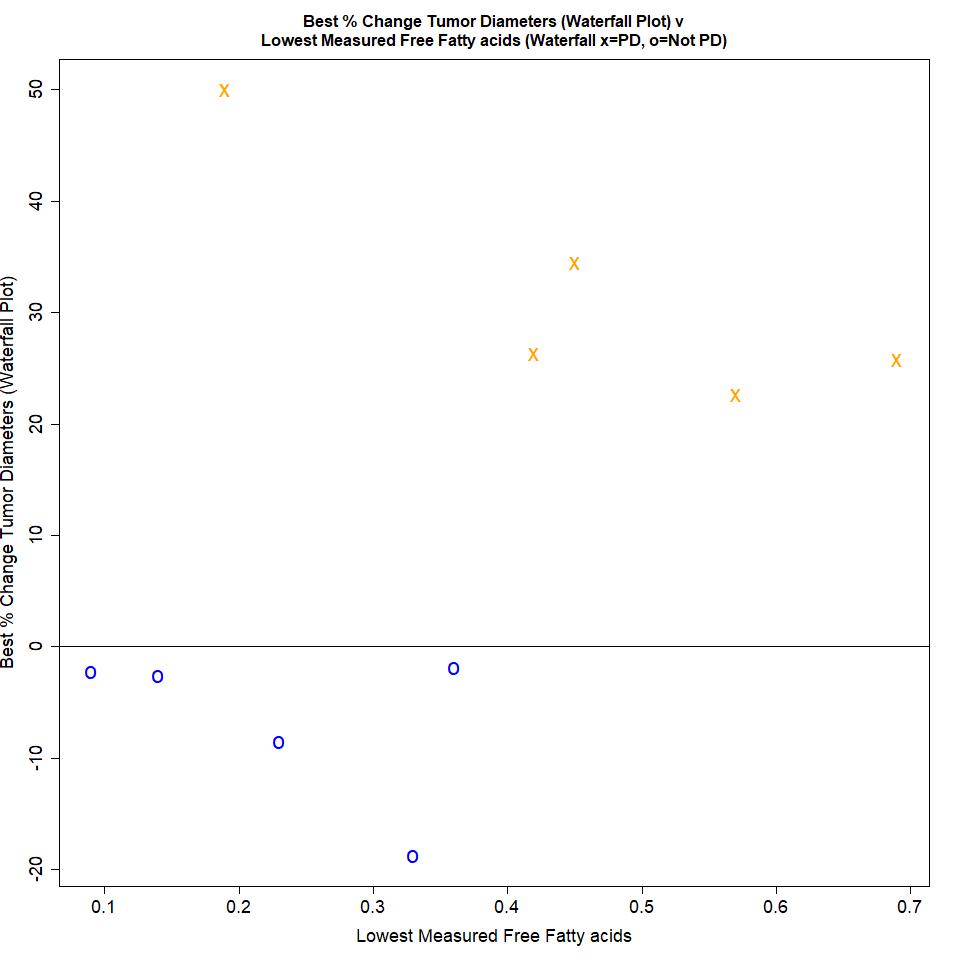 Best % Change Tumor Diameters (Waterfall Plot) v
Lowest Measured Free Fatty acids (Waterfall x=PD, o=Not PD)
Best % Change Tumor Diameters (Waterfall Plot)
50
40
30
20
10
0
-10
-20
X
X
X
X
X
O
O
O
O
O
0.1 0.2 0.3 0.4 0.5 0.6 0.7
Lowest Measured Free Fatty acids